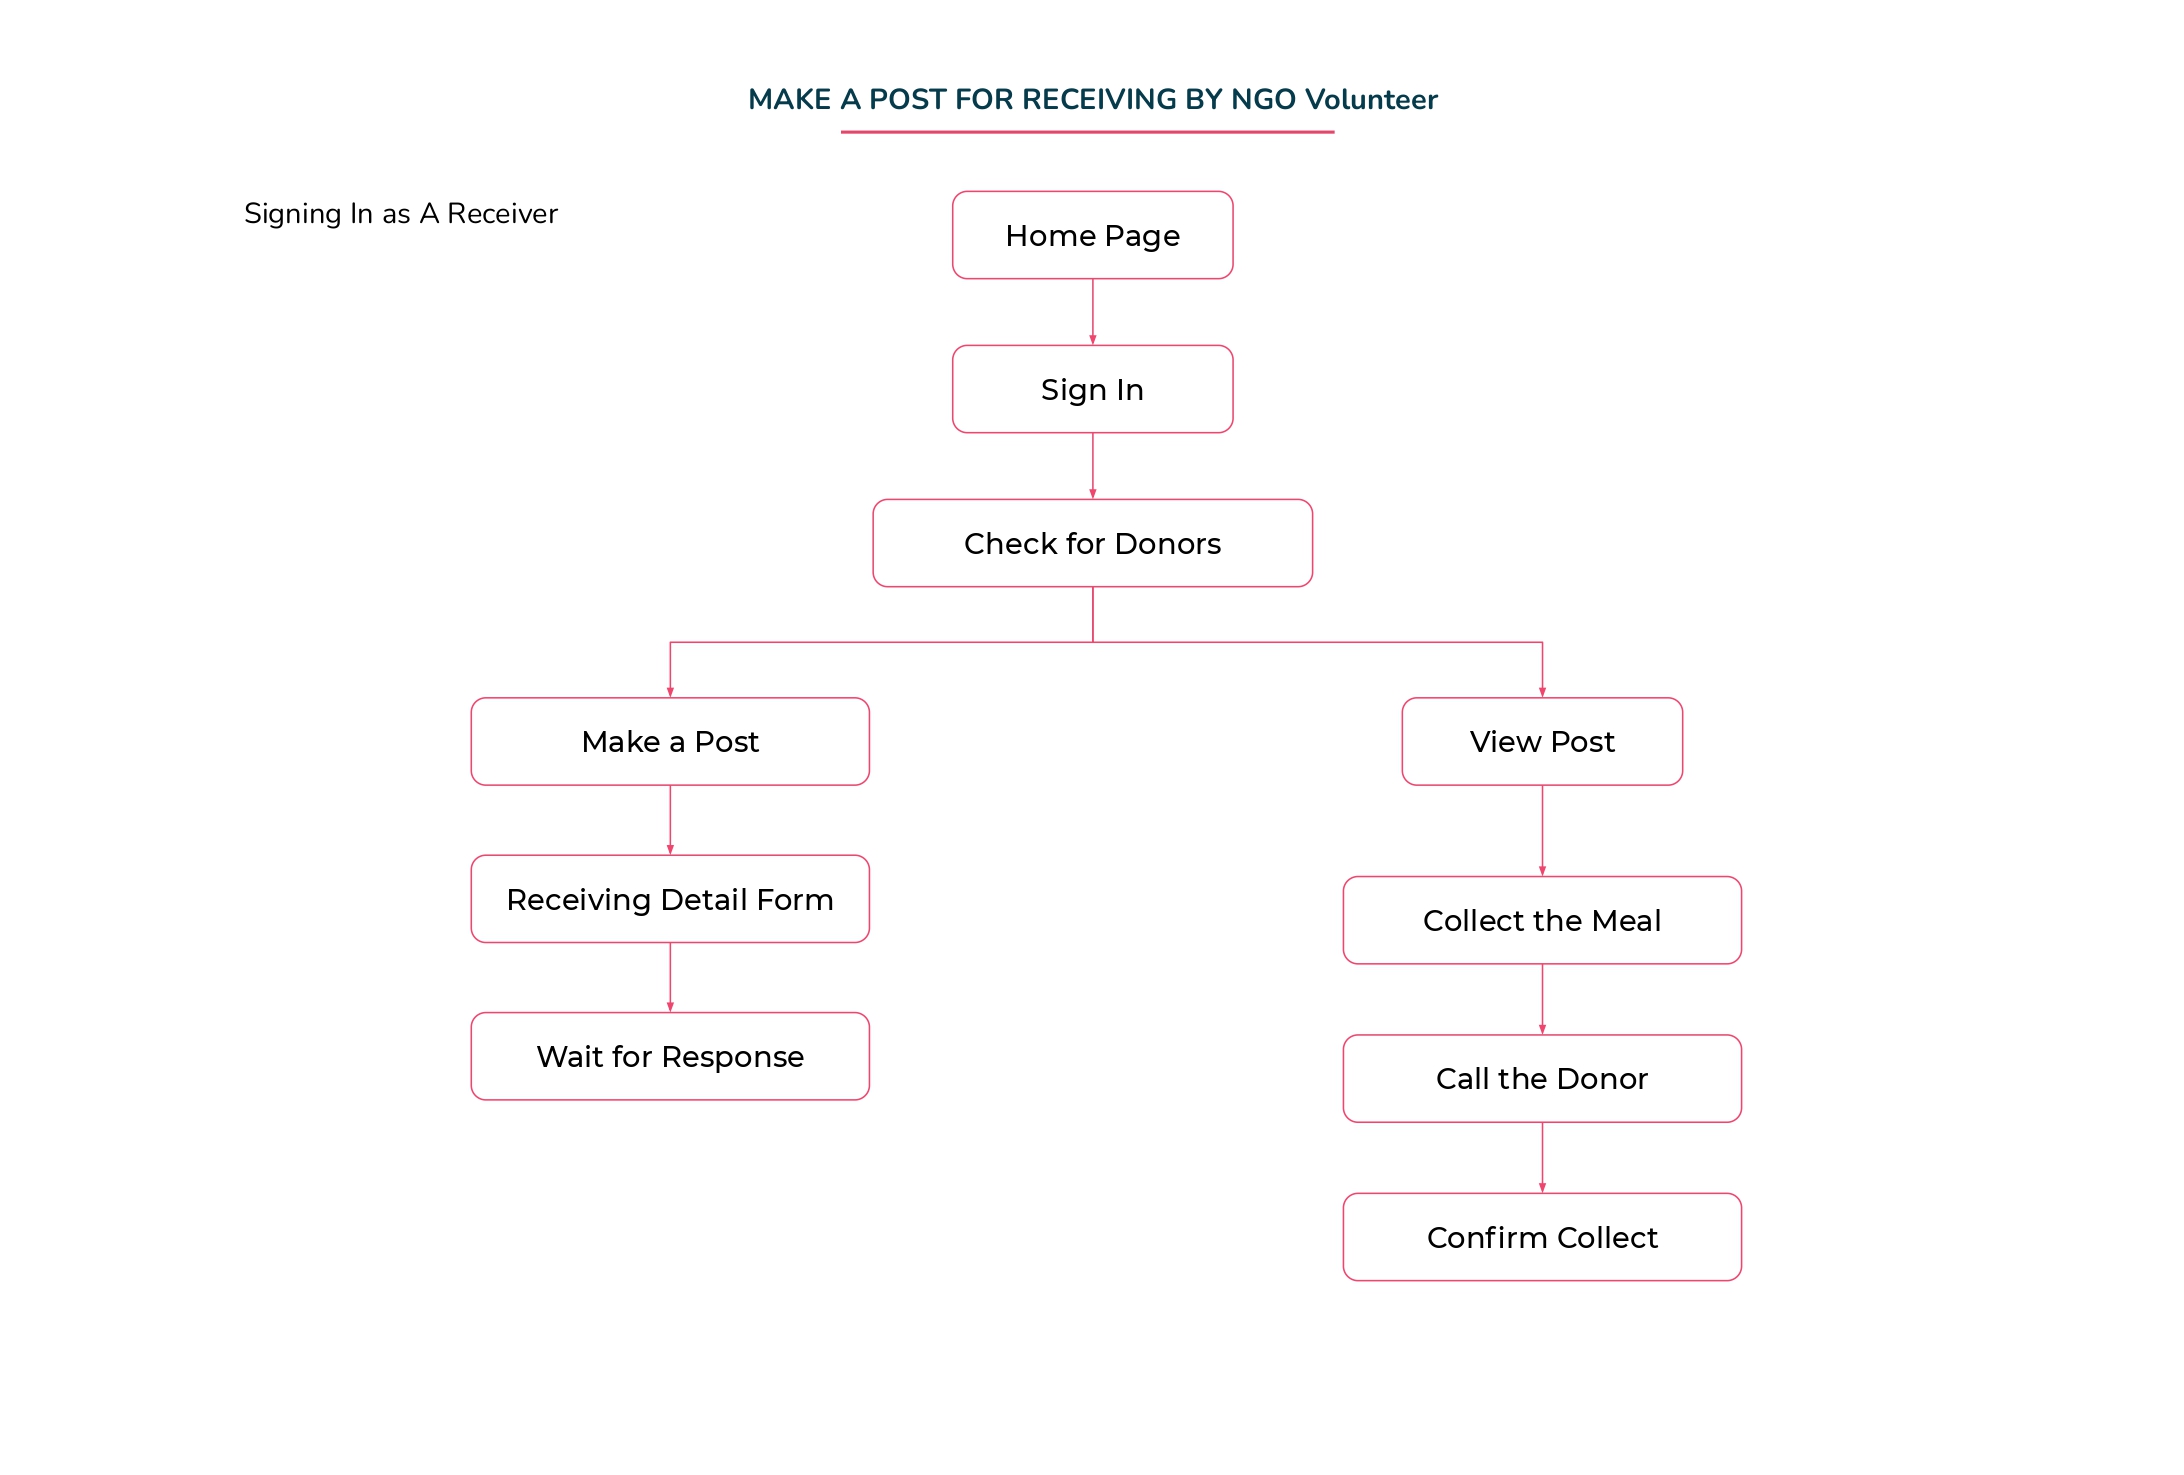 MAKE A POST FOR RECEIVING BY NGO Volunteer
Signing In as A Receiver
Home Page
Sign In
Check for Donors
Make a Post
View Post
Receiving Detail Form
Collect the Meal
Wait for Response
Call the Donor
Confirm Collect